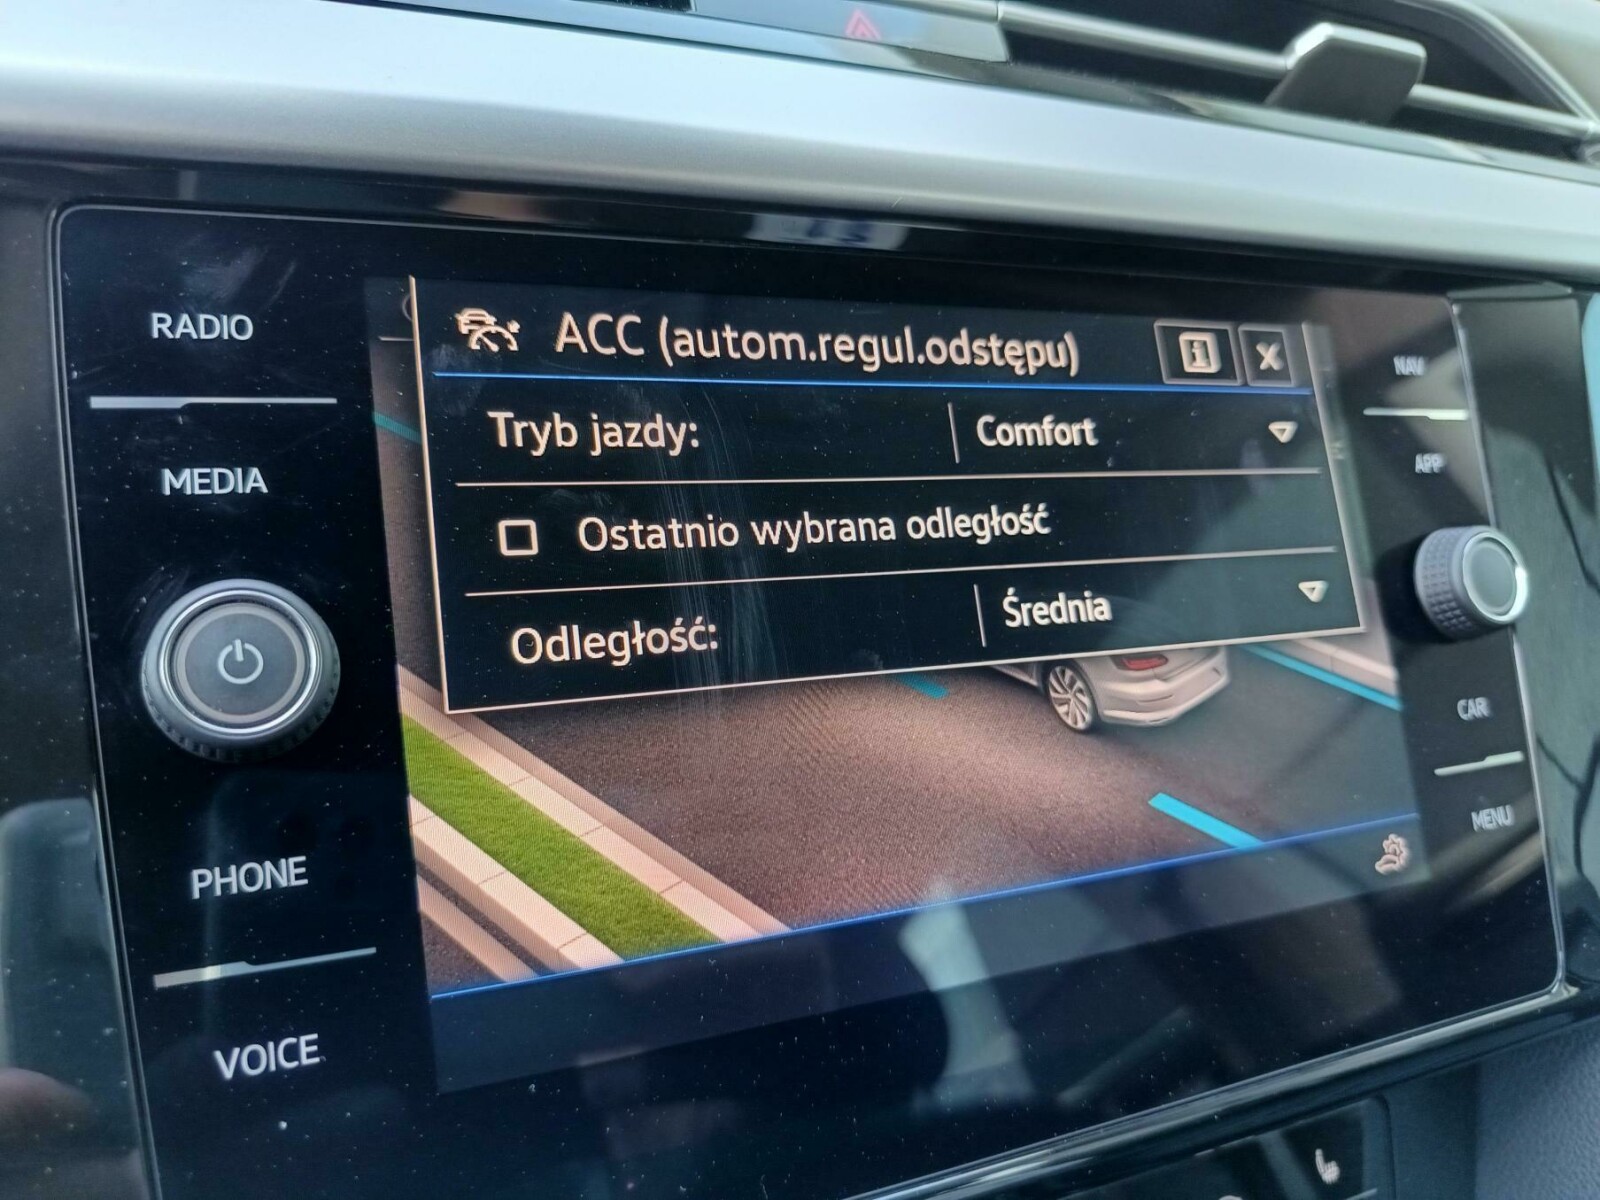 RADIO
MEDIA
PHONE
VOICE
ACC (autom.regul.odstępu)
i X
Tryb jazdy: Comfort
Ostatnio wybrana odległość
Odległość: Średnia
NAV
APP
CAR
MENU